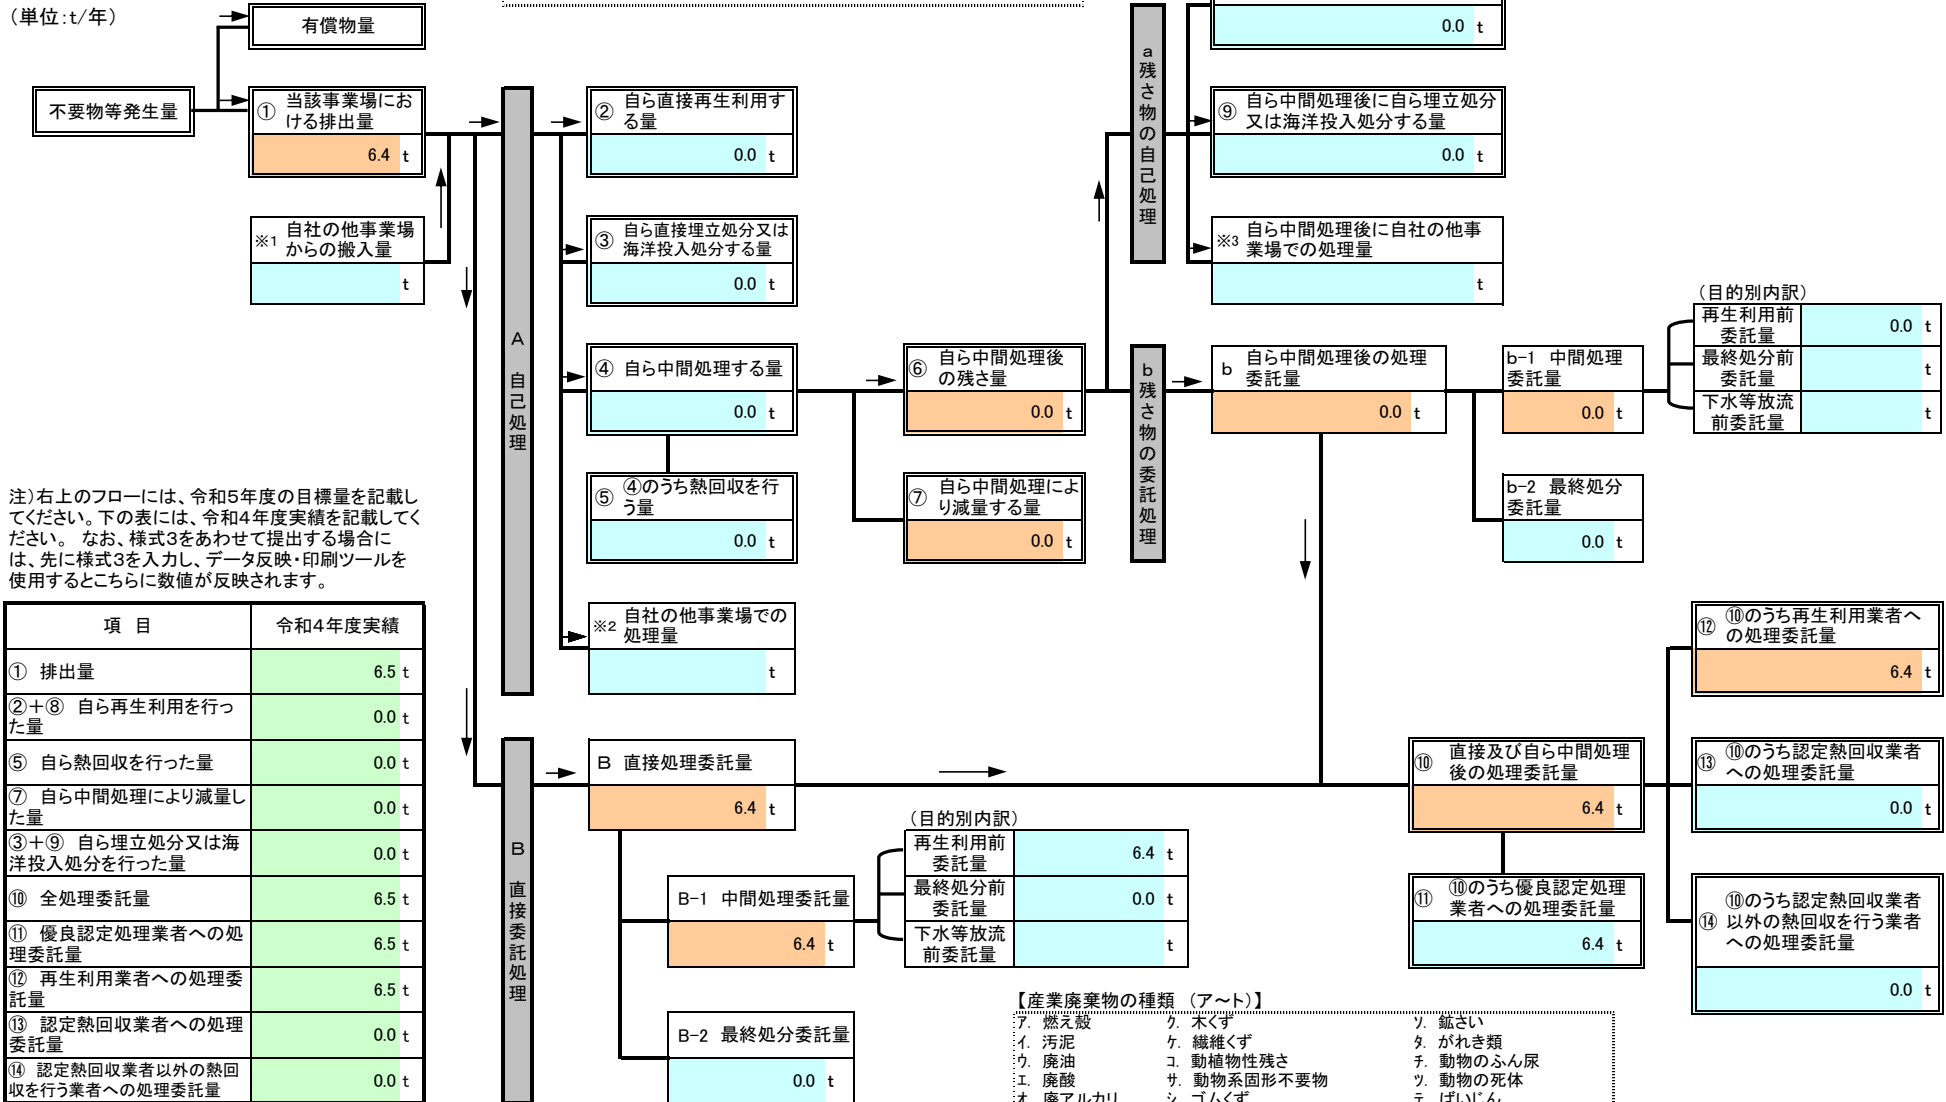 （単位：t/年）
有償物量
0.0 t
不要物等発生量
① 当該事業場にお
ける排出量
6.4 t
② 自ら直接再生利用す
る量
0.0 t
a 残さ物の自己処理
⑨ 自ら中間処理後に自ら埋立処分
又は海洋投入処分する量
0.0 t
※1 自社の他事業場
からの搬入量
t
③ 自ら直接埋立処分又は
海洋投入処分する量
0.0 t
※3 自ら中間処理後に自社の他事
業場での処理量
t
A 自己処理
④ 自ら中間処理する量
0.0 t
⑥ 自ら中間処理後
の残さ量
0.0 t
b 残さ物の委託処理
b 自ら中間処理後の処理
委託量
0.0 t
b-1 中間処理
委託量
0.0 t
（目的別内訳）
再生利用前
委託量
0.0 t
最終処分前
委託量
t
下水等放流
前委託量
t
⑤ ④のうち熱回収を行
う量
0.0 t
⑦ 自ら中間処理によ
り減量する量
0.0 t
b-2 最終処分
委託量
0.0 t
注）右上のフローには、令和５年度の目標量を記載し
てください。下の表には、令和４年度実績を記載してく
ださい。 なお、様式３をあわせて提出する場合に
は、先に様式３を入力し、データ反映・印刷ツールを
使用するとこちらに数値が反映されます。
※2 自社の他事業場での
処理量
t
項 目 令和４年度実績
① 排出量 6.5 t
②＋⑧ 自ら再生利用を行っ
た量 0.0 t
⑤ 自ら熱回収を行った量 0.0 t
⑦ 自ら中間処理により減量し
た量 0.0 t
③＋⑨ 自ら埋立処分又は海
洋投入処分を行った量 0.0 t
⑩ 全処理委託量 6.5 t
⑪ 優良認定処理業者への処
理委託量 6.5 t
⑫ 再生利用業者への処理委
託量 6.5 t
⑬ 認定熱回収業者への処理
委託量 0.0 t
⑭ 認定熱回収業者以外の熱回
収を行う業者への処理委託量 0.0 t
B 直接委託処理
B 直接処理委託量
6.4 t
B-1 中間処理委託量
6.4 t
（目的別内訳）
再生利用前
委託量
6.4 t
最終処分前
委託量
0.0 t
下水等放流
前委託量
t
B-2 最終処分委託量
0.0 t
⑩ 直接及び自ら中間処理
後の処理委託量
6.4 t
⑪ ⑩のうち優良認定処理
業者への処理委託量
6.4 t
⑫ ⑩のうち再生利用業者へ
の処理委託量
6.4 t
⑬ ⑩のうち認定熱回収業者
への処理委託量
0.0 t
⑭ ⑩のうち認定熱回収業者
以外の熱回収を行う業者
への処理委託量
0.0 t
【産業廃棄物の種類 （ア～ト）】
ア. 燃え殻 ク. 木くず ソ. 鉱さい
イ. 汚泥 ケ. 繊維くず タ. がれき類
ウ. 廃油 コ. 動植物性残さ チ. 動物のふん尿
エ. 廃酸 サ. 動物系固形不要物 ツ. 動物の死体
オ. 廃アルカリ シ. ゴムくず テ. ばいじん